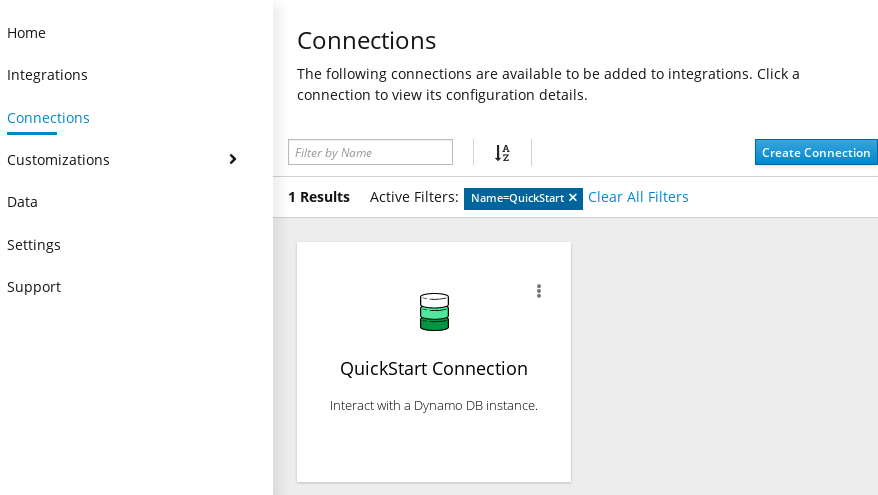 Home
Integrations
Connections
Customizations
Data
Settings
Support
Connections
The following connections are available to be added to integrations. Click a
connection to view its configuration details.
Filter by Name
A
Z
Create Connection
1 Results Active Filters: Name=QuickStart × Clear All Filters
QuickStart Connection
Interact with a Dynamo DB instance.